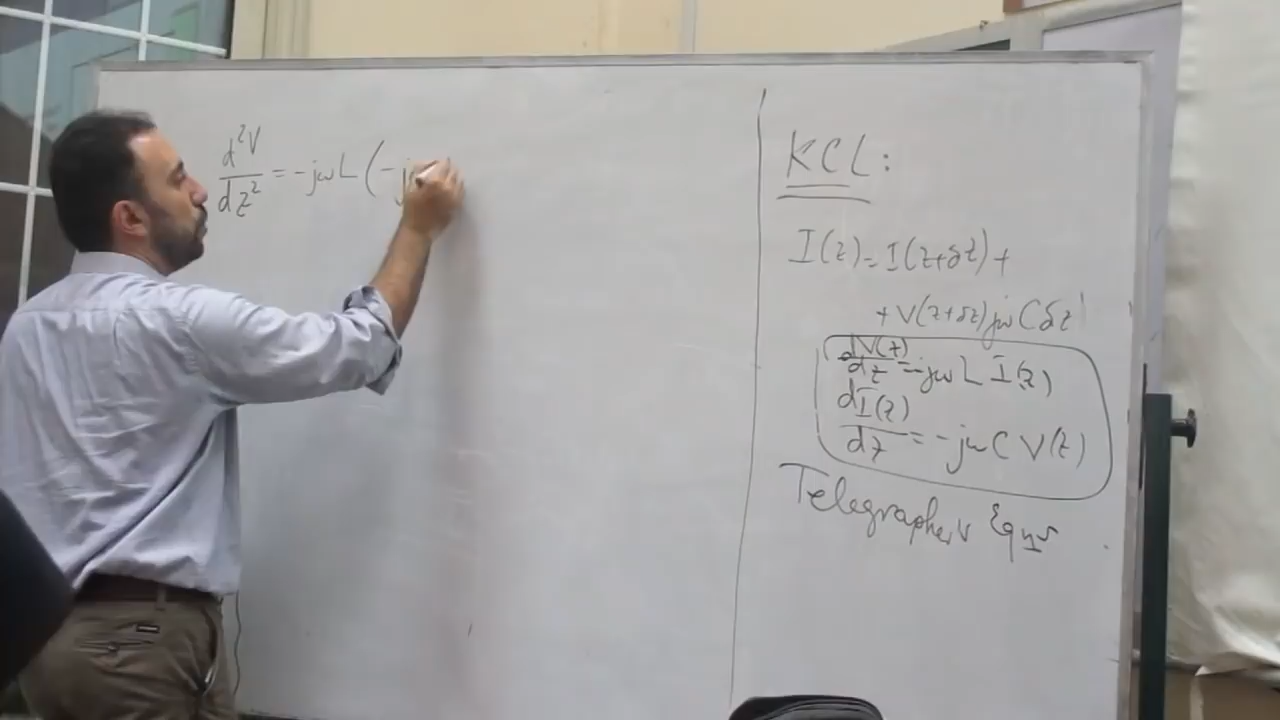 d²V/dz² = -jωL(-j
KCL:
I(z) = I(z+δz) +
+ V(z+δz)jωCδz
dV(z)/dz = -jωL I(z)
dI(z)/dz = -jωC V(z)
Telegrapher's Eqns